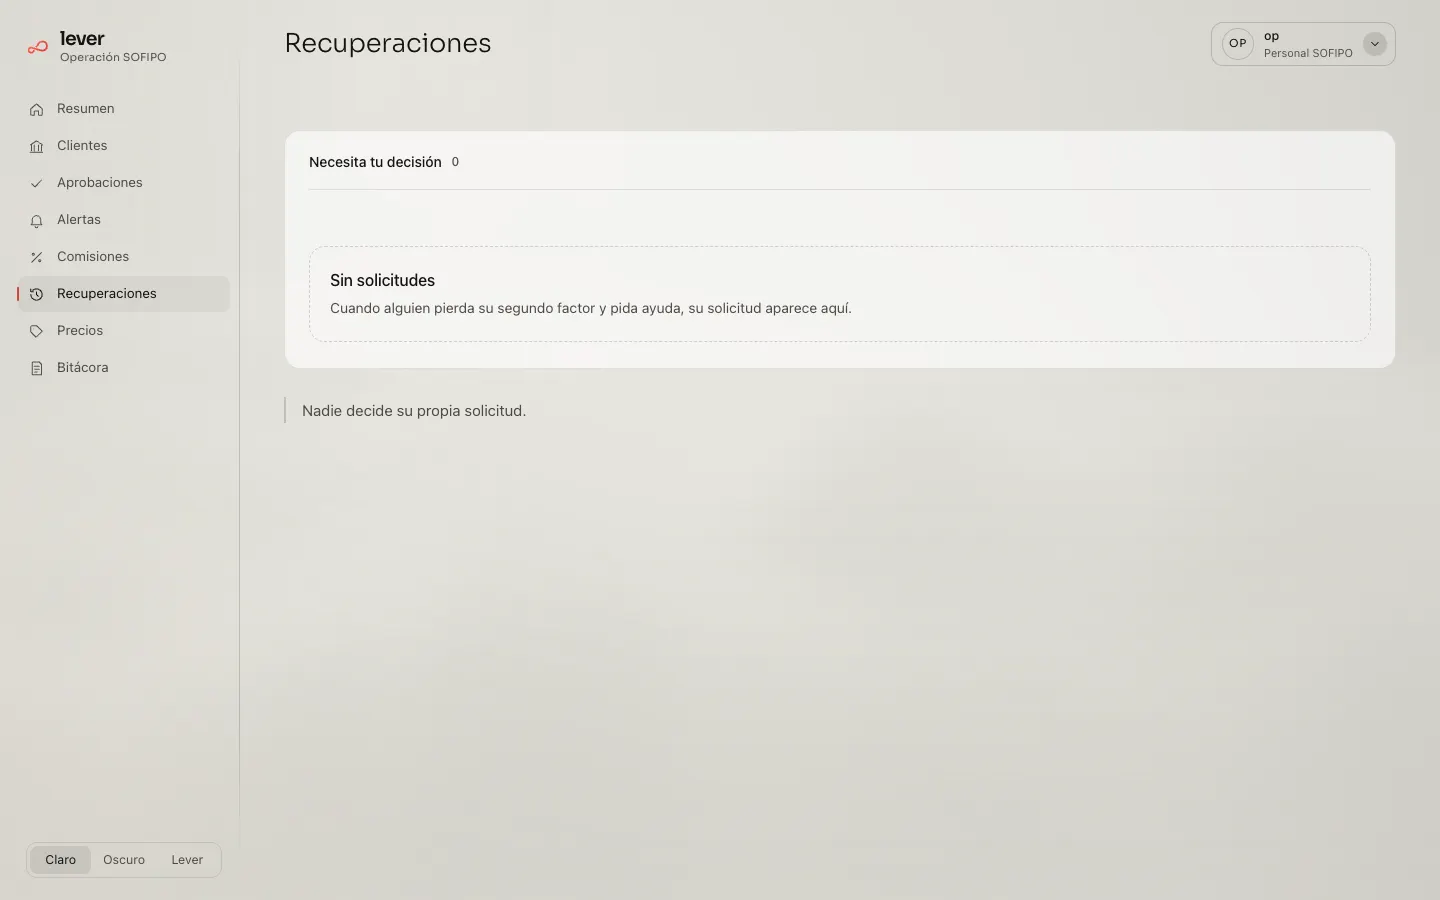 lever
Operación SOFIPO
Resumen
Clientes
Aprobaciones
Alertas
Comisiones
Recuperaciones
Precios
Bitácora
Claro
Oscuro
Lever
Recuperaciones
OP
op
Personal SOFIPO
Necesita tu decisión 0
Sin solicitudes
Cuando alguien pierda su segundo factor y pida ayuda, su solicitud aparece aquí.
Nadie decide su propia solicitud.